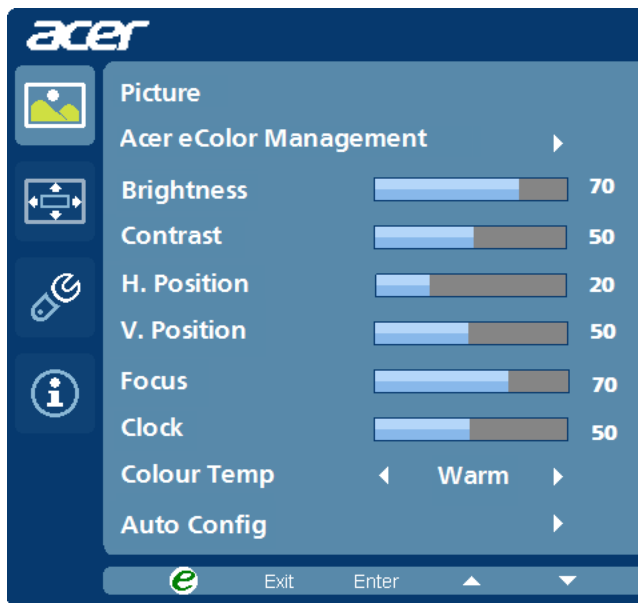 acer
Picture
Acer eColor Management
Brightness 70
Contrast 50
H. Position 20
V. Position 50
Focus 70
Clock 50
Colour Temp Warm
Auto Config
e Exit Enter